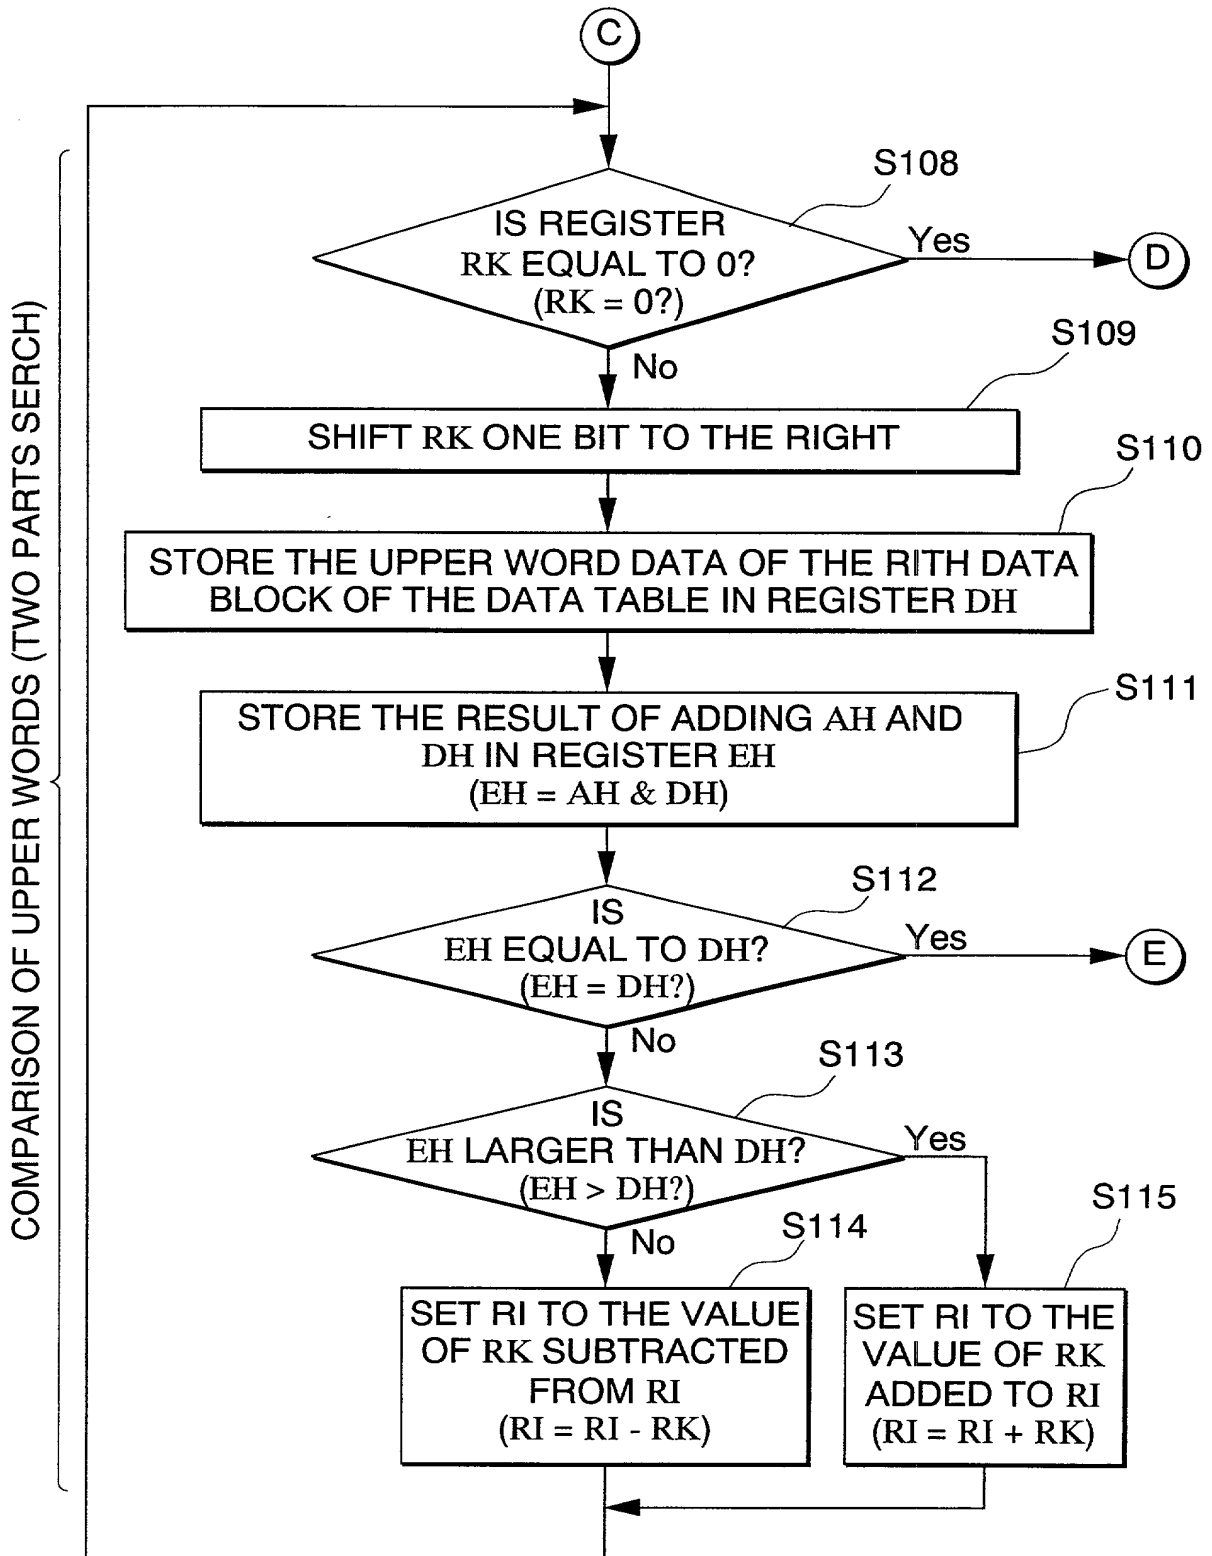 C
S108
IS REGISTER
RK EQUAL TO 0?
(RK = 0?)
Yes
D
No
S109
SHIFT RK ONE BIT TO THE RIGHT
S110
STORE THE UPPER WORD DATA OF THE RITH DATA
BLOCK OF THE DATA TABLE IN REGISTER DH
S111
STORE THE RESULT OF ADDING AH AND
DH IN REGISTER EH
(EH = AH & DH)
S112
IS
EH EQUAL TO DH?
(EH = DH?)
Yes
E
No
S113
IS
EH LARGER THAN DH?
(EH > DH?)
Yes
No
S114
SET RI TO THE VALUE
OF RK SUBTRACTED
FROM RI
(RI = RI - RK)
S115
SET RI TO THE
VALUE OF RK
ADDED TO RI
(RI = RI + RK)
COMPARISON OF UPPER WORDS (TWO PARTS SERCH)